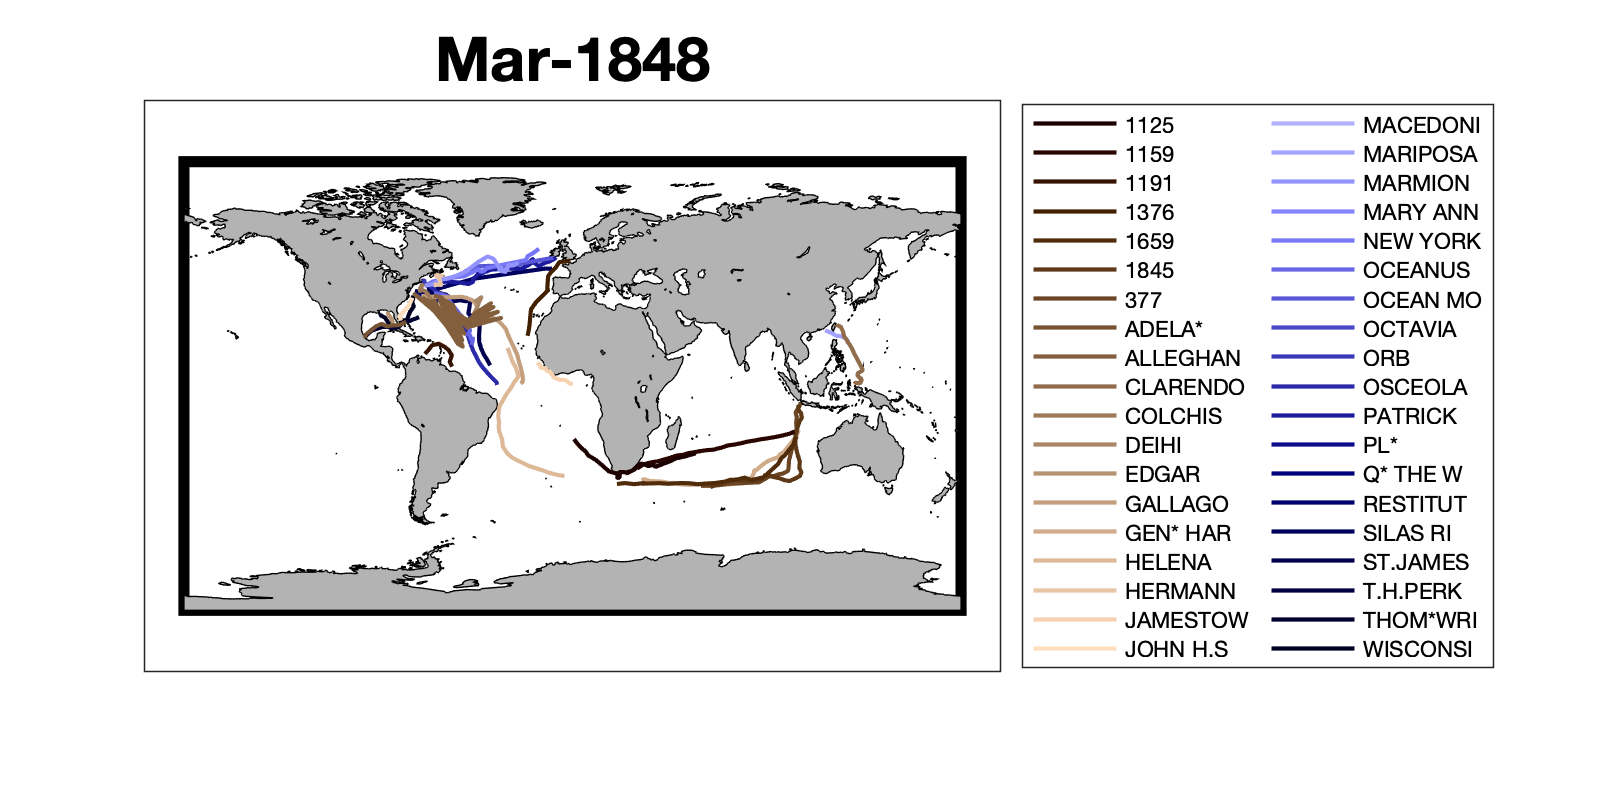 Mar-1848
1125
1159
1191
1376
1659
1845
377
ADELA*
ALLEGHAN
CLARENDO
COLCHIS
DEIHI
EDGAR
GALLAGO
GEN* HAR
HELENA
HERMANN
JAMESTOW
JOHN H.S
MACEDONI
MARIPOSA
MARMION
MARY ANN
NEW YORK
OCEANUS
OCEAN MO
OCTAVIA
ORB
OSCEOLA
PATRICK
PL*
Q* THE W
RESTITUT
SILAS RI
ST.JAMES
T.H.PERK
THOM*WRI
WISCONSI